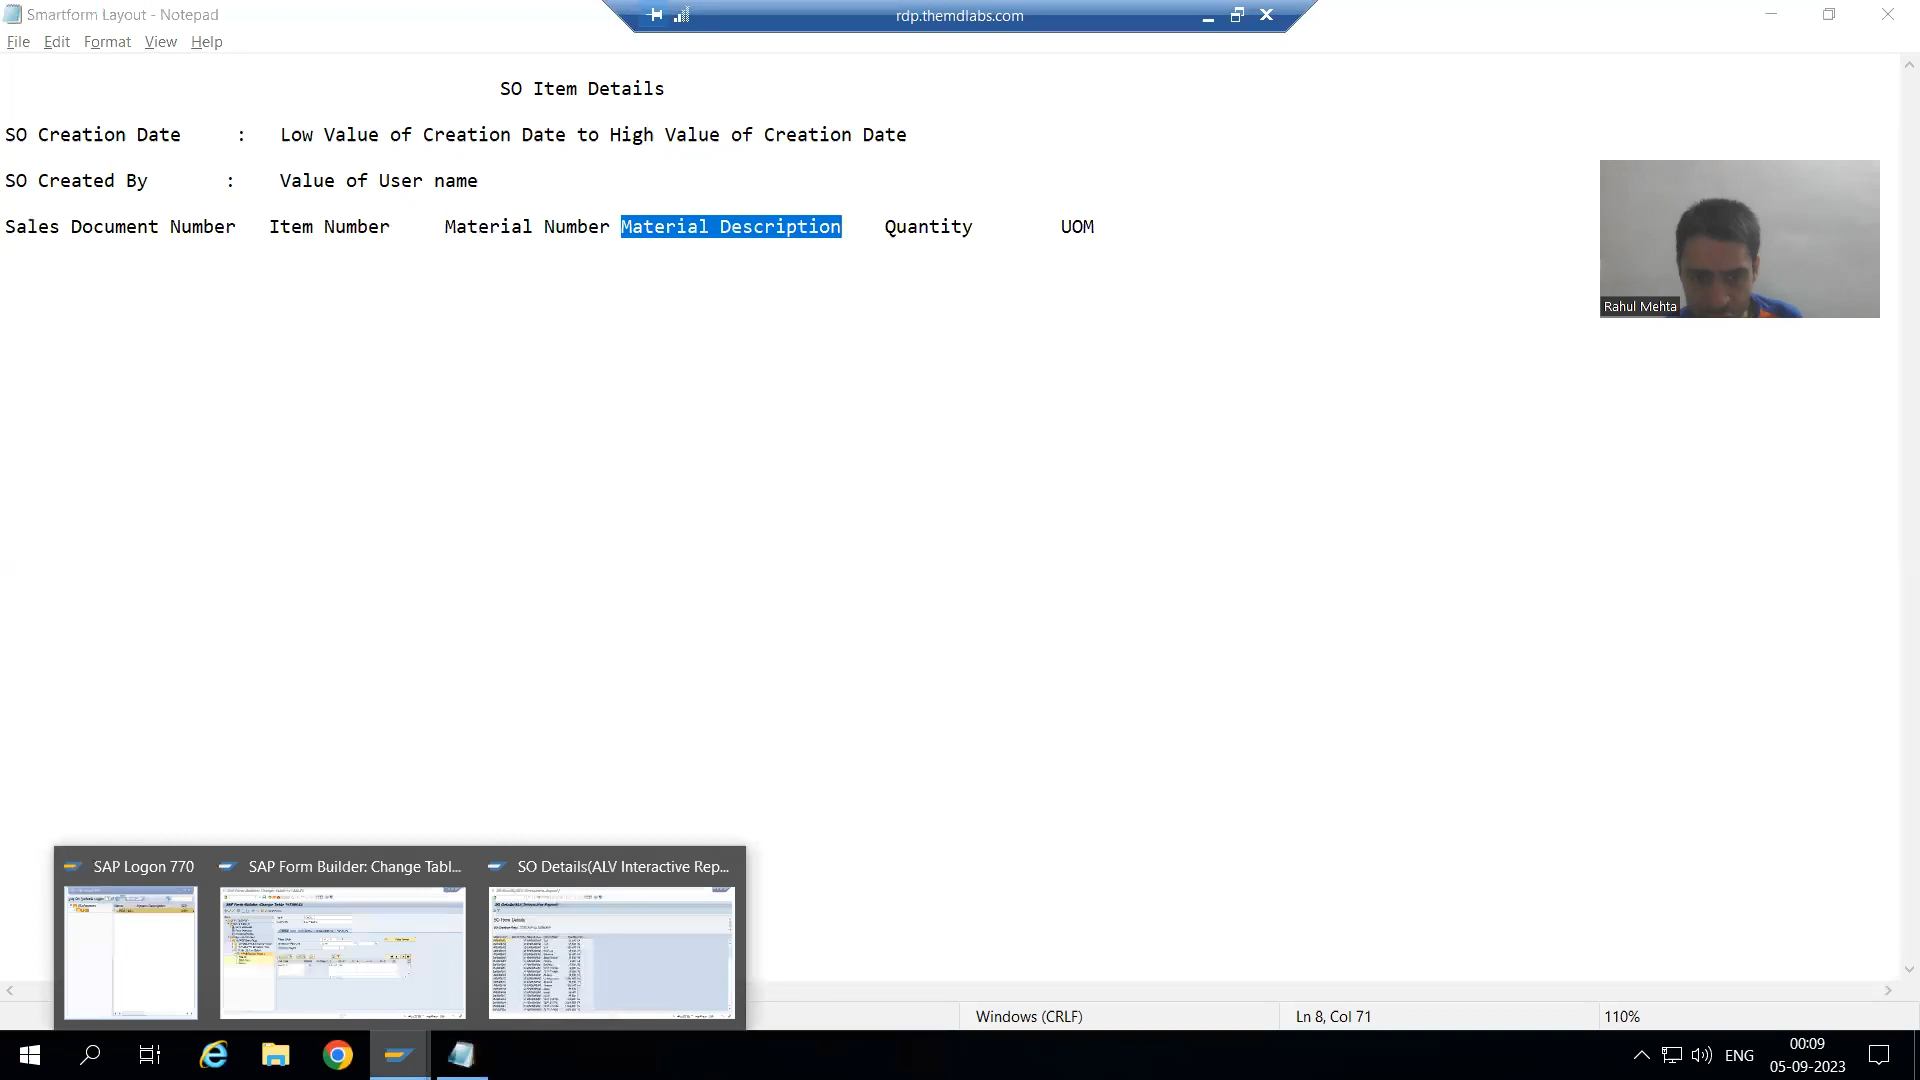 Smartform Layout - Notepad
rdp.themdlabs.com
File Edit Format View Help
SO Item Details
SO Creation Date : Low Value of Creation Date to High Value of Creation Date
SO Created By : Value of User name
Sales Document Number Item Number Material Number Material Description Quantity UOM
Rahul Mehta
SAP Logon 770 SAP Form Builder: Change Tabl... SO Details(ALV Interactive Rep...
Windows (CRLF) Ln 8, Col 71 110%
ENG
00:09
05-09-2023